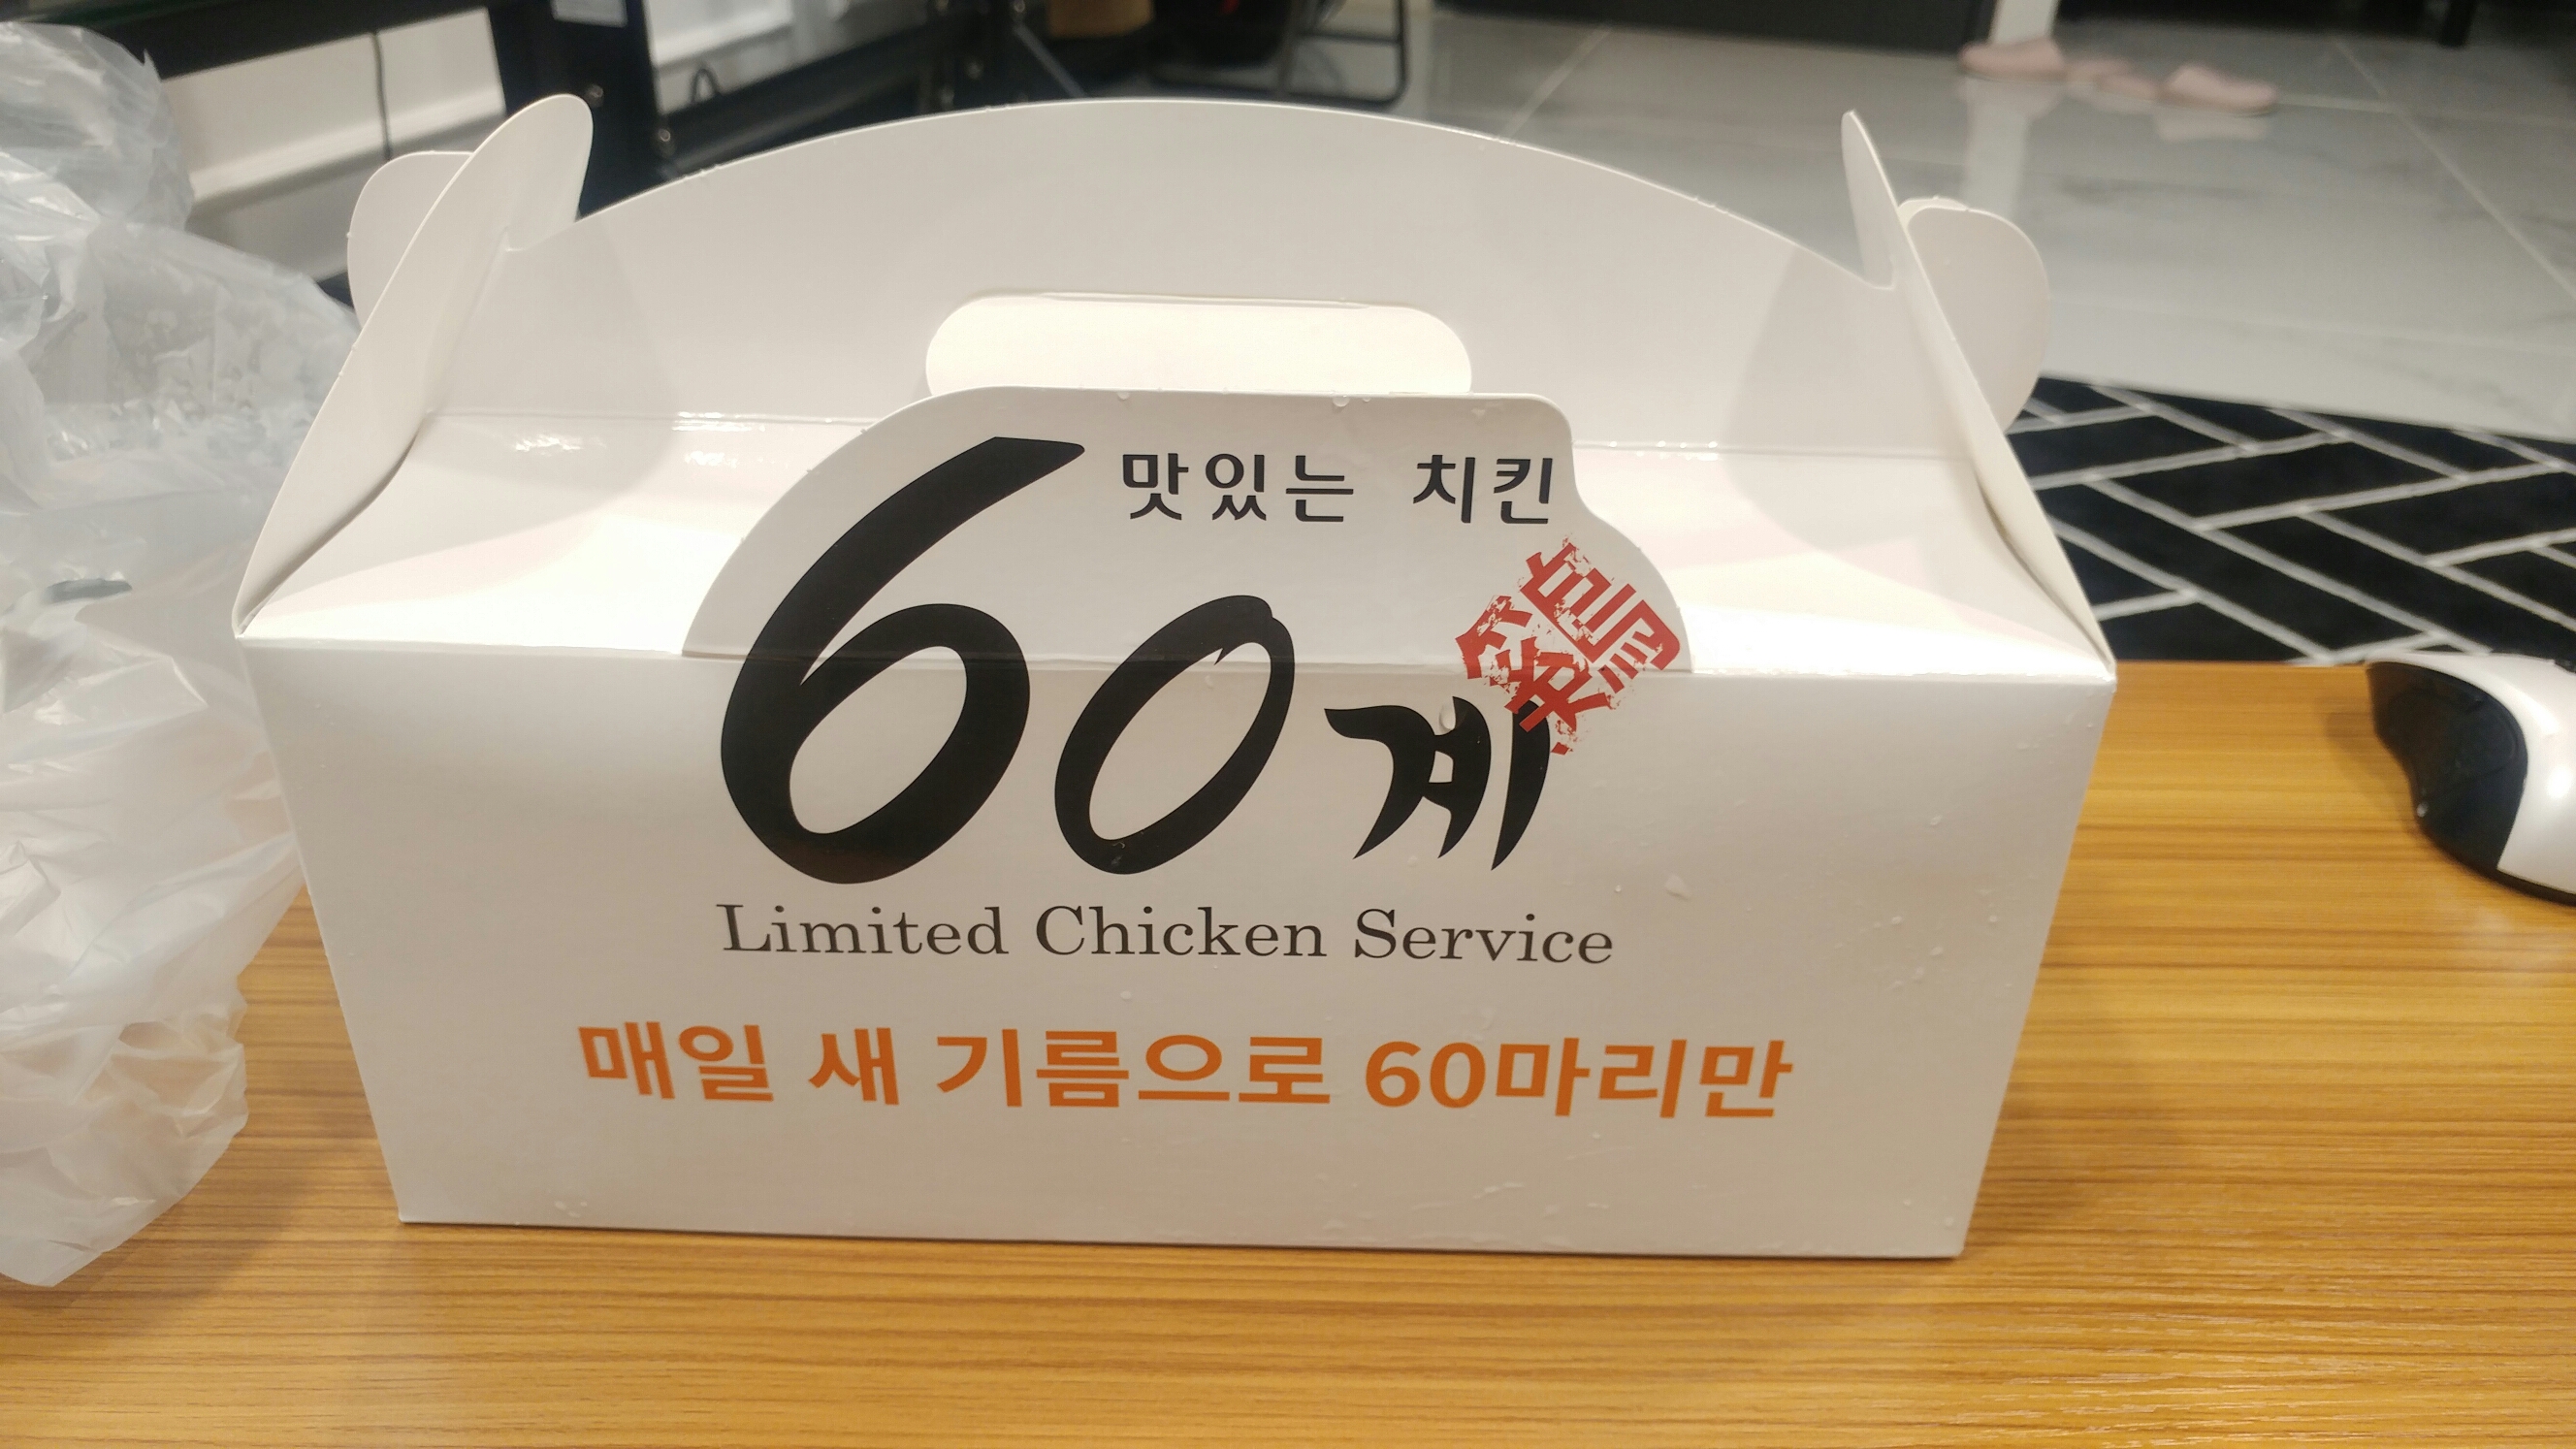 맛있는 치킨
60계
鷄
Limited Chicken Service
매일 새 기름으로 60마리만